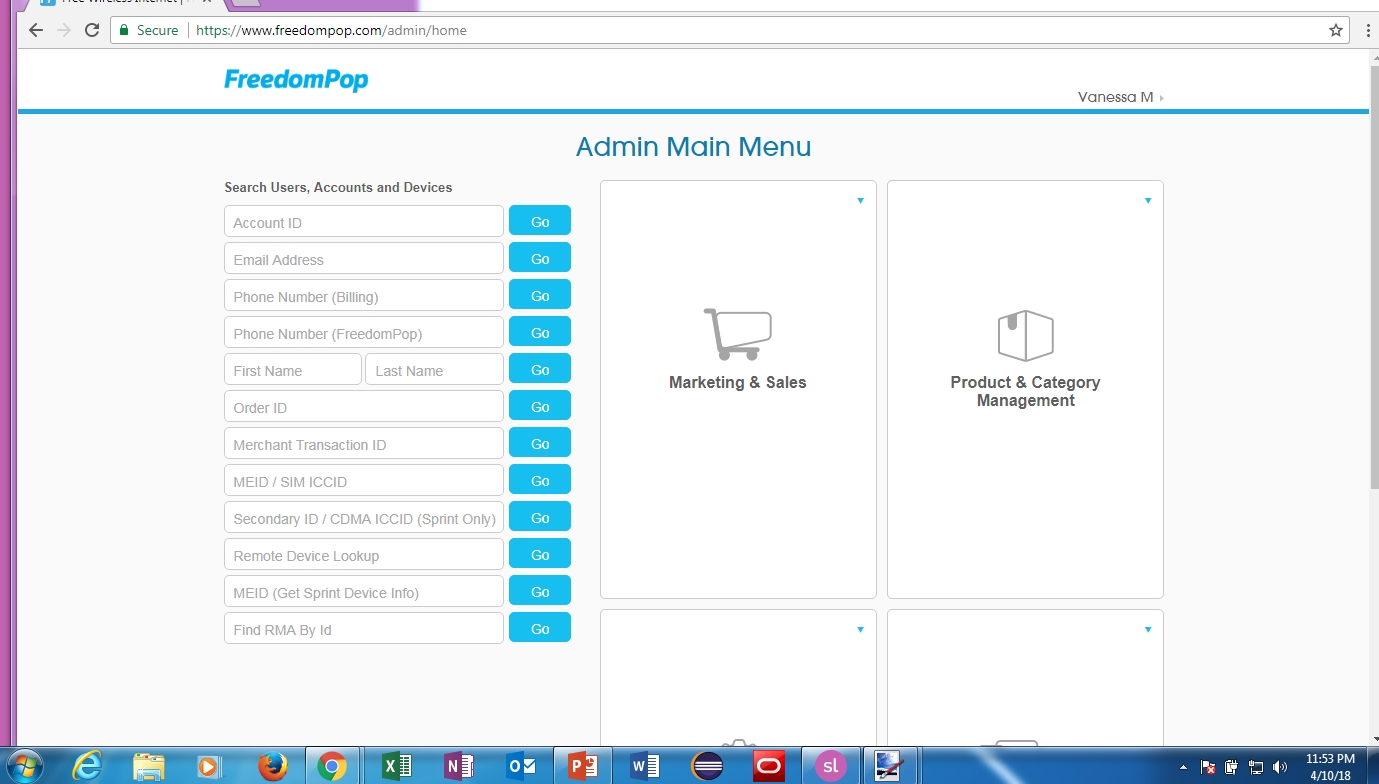 Free Wireless Internet |
Secure
https://www.freedompop.com/admin/home
FreedomPop
Vanessa M
Admin Main Menu
Search Users, Accounts and Devices
Account ID Go
Email Address Go
Phone Number (Billing) Go
Phone Number (FreedomPop) Go
First Name Last Name Go
Order ID Go
Merchant Transaction ID Go
MEID / SIM ICCID Go
Secondary ID / CDMA ICCID (Sprint Only) Go
Remote Device Lookup Go
MEID (Get Sprint Device Info) Go
Find RMA By Id Go
Marketing & Sales
Product & Category
Management
sl
11:53 PM
4/10/18